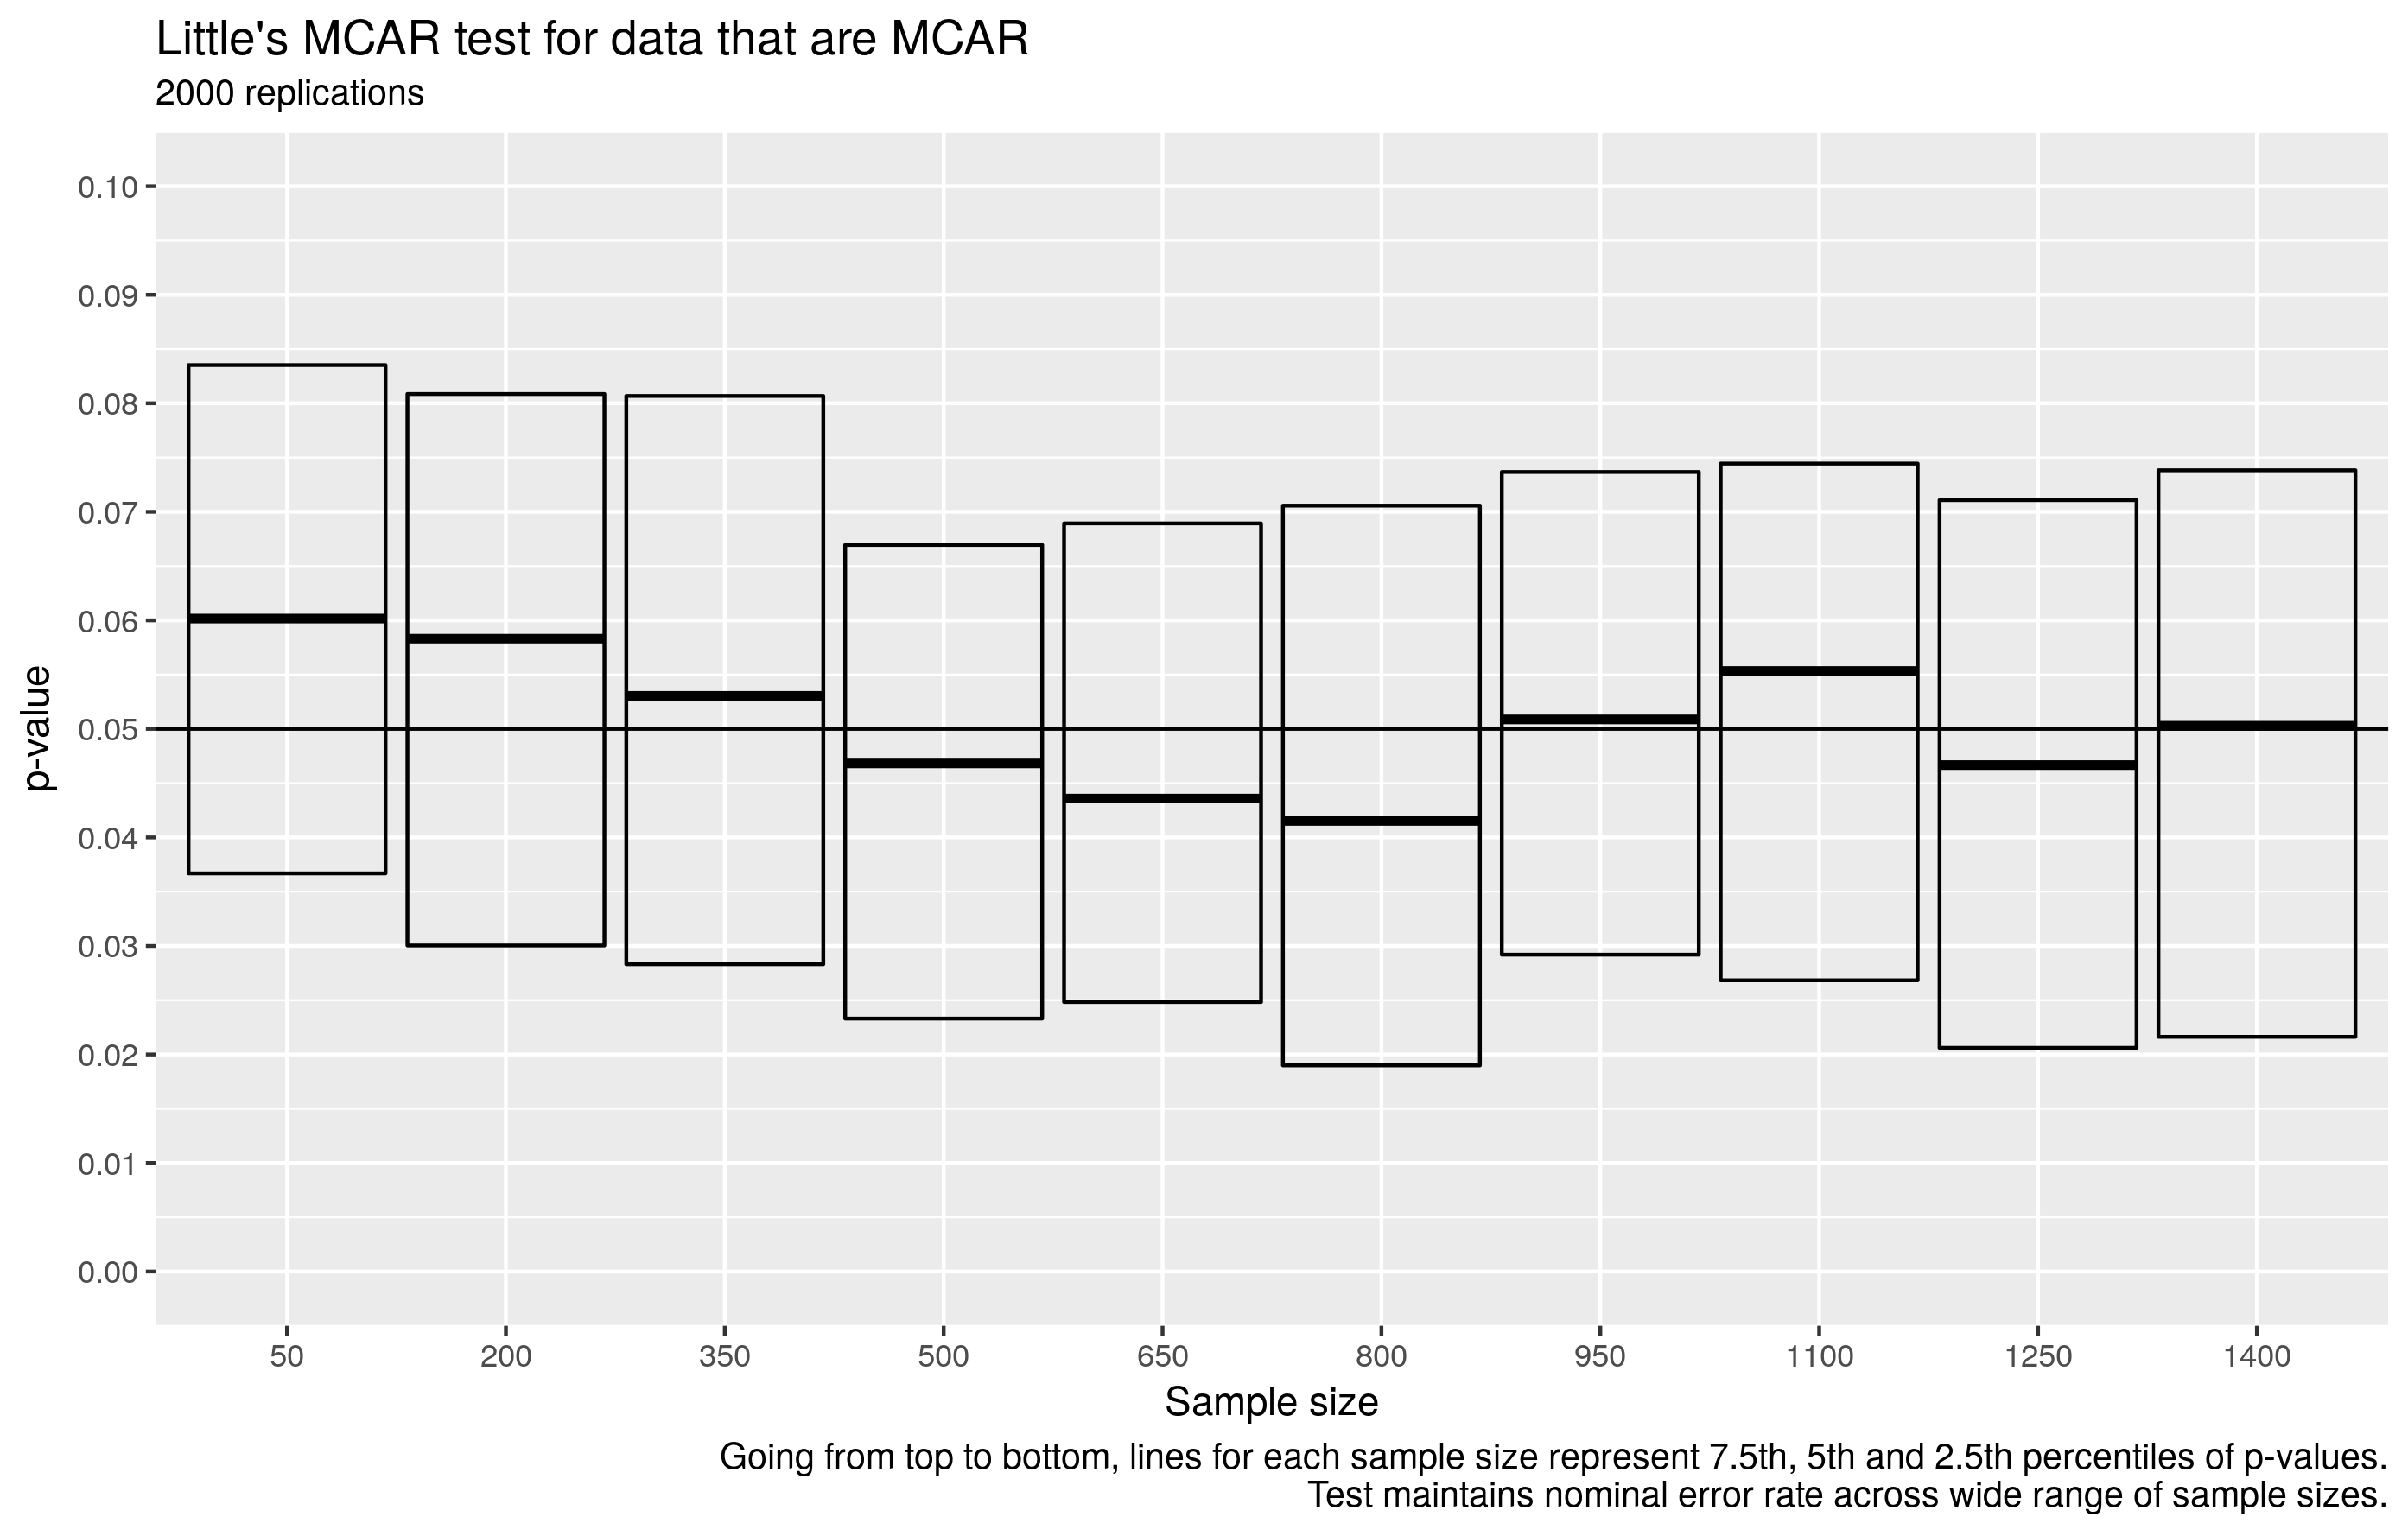 Little's MCAR test for data that are MCAR
2000 replications
p-value
0.10
0.09
0.08
0.07
0.06
0.05
0.04
0.03
0.02
0.01
0.00
50 200 350 500 650 800 950 1100 1250 1400
Sample size
Going from top to bottom, lines for each sample size represent 7.5th, 5th and 2.5th percentiles of p-values.
Test maintains nominal error rate across wide range of sample sizes.